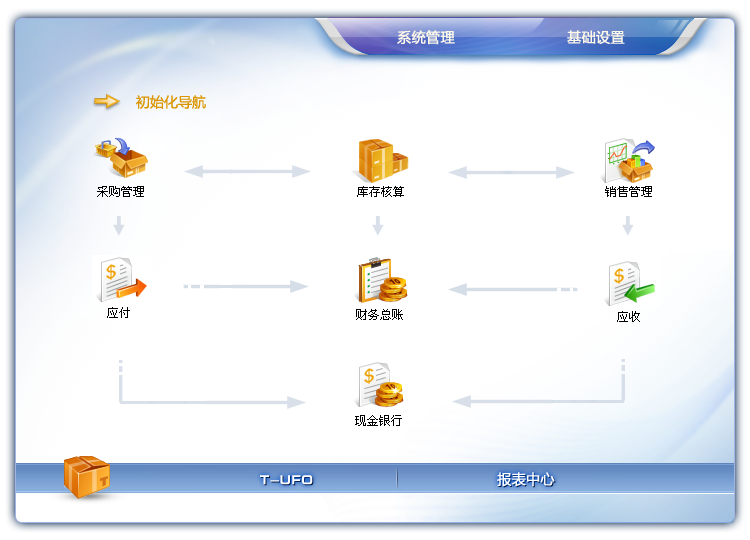 系统管理 基础设置
初始化导航
采购管理 库存核算 销售管理
应付 财务总账 应收
现金银行
T-UFO 报表中心